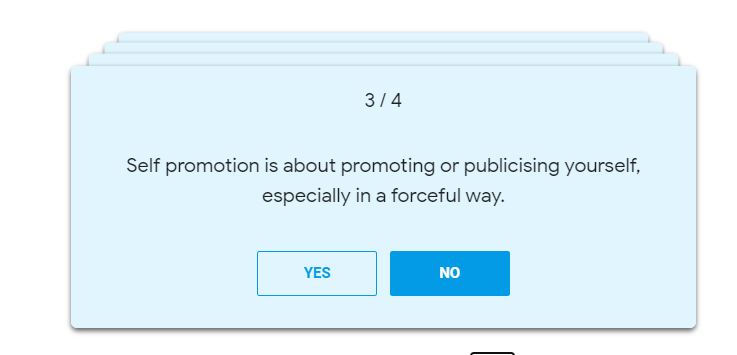 3 / 4
Self promotion is about promoting or publicising yourself,
especially in a forceful way.
YES
NO